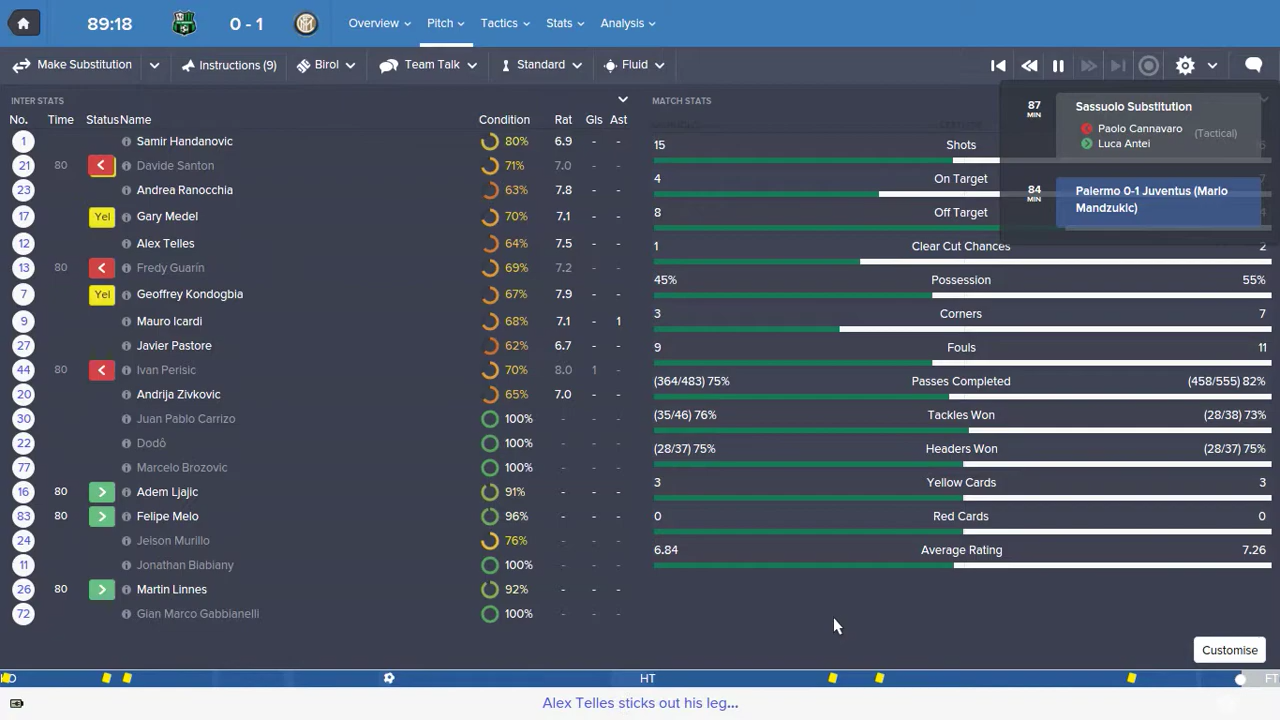 89:18 0 - 1 Overview Pitch Tactics Stats Analysis
Make Substitution Instructions (9) Birol Team Talk Standard Fluid
INTER STATS
No. Time Status Name Condition Rat Gls Ast
1 Samir Handanovic 80% 6.9 - -
21 80 Davide Santon 71% 7.0 - -
23 Andrea Ranocchia 63% 7.8 - -
17 Yel Gary Medel 70% 7.1 - -
12 Alex Telles 64% 7.5 - -
13 80 Fredy Guarín 69% 7.2 - -
7 Yel Geoffrey Kondogbia 67% 7.9 - -
9 Mauro Icardi 68% 7.1 - 1
27 Javier Pastore 62% 6.7 - -
44 80 Ivan Perisic 70% 8.0 1 -
20 Andrija Zivkovic 65% 7.0 - -
30 Juan Pablo Carrizo 100% - - -
22 Dodô 100% - - -
77 Marcelo Brozovic 100% - - -
16 80 Adem Ljajic 91% - - -
83 80 Felipe Melo 96% - - -
24 Jeison Murillo 76% - - -
11 Jonathan Biabiany 100% - - -
26 80 Martin Linnes 92% - - -
72 Gian Marco Gabbianelli 100% - - -
MATCH STATS
15 Shots
4 On Target
8 Off Target
1 Clear Cut Chances 2
45% Possession 55%
3 Corners 7
9 Fouls 11
(364/483) 75% Passes Completed (458/555) 82%
(35/46) 76% Tackles Won (28/38) 73%
(28/37) 75% Headers Won (28/37) 75%
3 Yellow Cards 3
0 Red Cards 0
6.84 Average Rating 7.26
87 MIN
Sassuolo Substitution
Paolo Cannavaro (Tactical)
Luca Antei
84 MIN
Palermo 0-1 Juventus (Mario
Mandzukic)
Customise
HT FT
Alex Telles sticks out his leg...